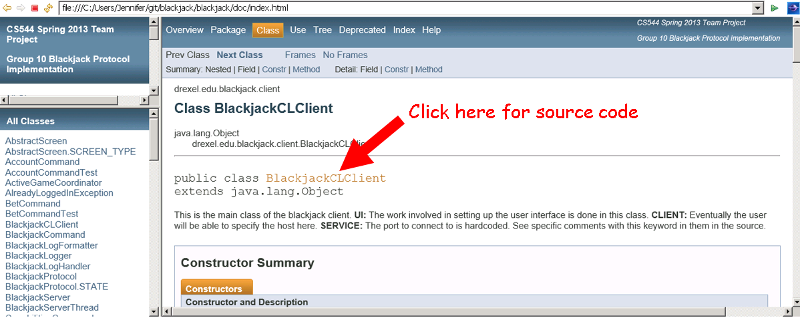 file:///C:/Users/Jennifer/git/blackjack/blackjack/doc/index.html
CS544 Spring 2013 Team
Project
Group 10 Blackjack Protocol
Implementation
All Classes
AbstractScreen
AbstractScreen.SCREEN_TYPE
AccountCommand
AccountCommandTest
ActiveGameCoordinator
AlreadyLoggedInException
BetCommand
BetCommandTest
BlackjackCLClient
BlackjackCommand
BlackjackLogFormatter
BlackjackLogger
BlackjackLogHandler
BlackjackProtocol
BlackjackProtocol.STATE
BlackjackServer
BlackjackServerThread
Overview Package Class Use Tree Deprecated Index Help
CS544 Spring 2013 Team Project
Group 10 Blackjack Protocol Implementation
Prev Class Next Class Frames No Frames
Summary: Nested | Field | Constr | Method Detail: Field | Constr | Method
drexel.edu.blackjack.client
Class BlackjackCLClient
Click here for source code
java.lang.Object
drexel.edu.blackjack.client.BlackjackCLClient
public class BlackjackCLClient
extends java.lang.Object
This is the main class of the blackjack client. UI: The work involved in setting up the user interface is done in this class. CLIENT: Eventually the user
will be able to specify the host here. SERVICE: The port to connect to is hardcoded. See specific comments with this keyword in them in the source.
Constructor Summary
Constructors
Constructor and Description